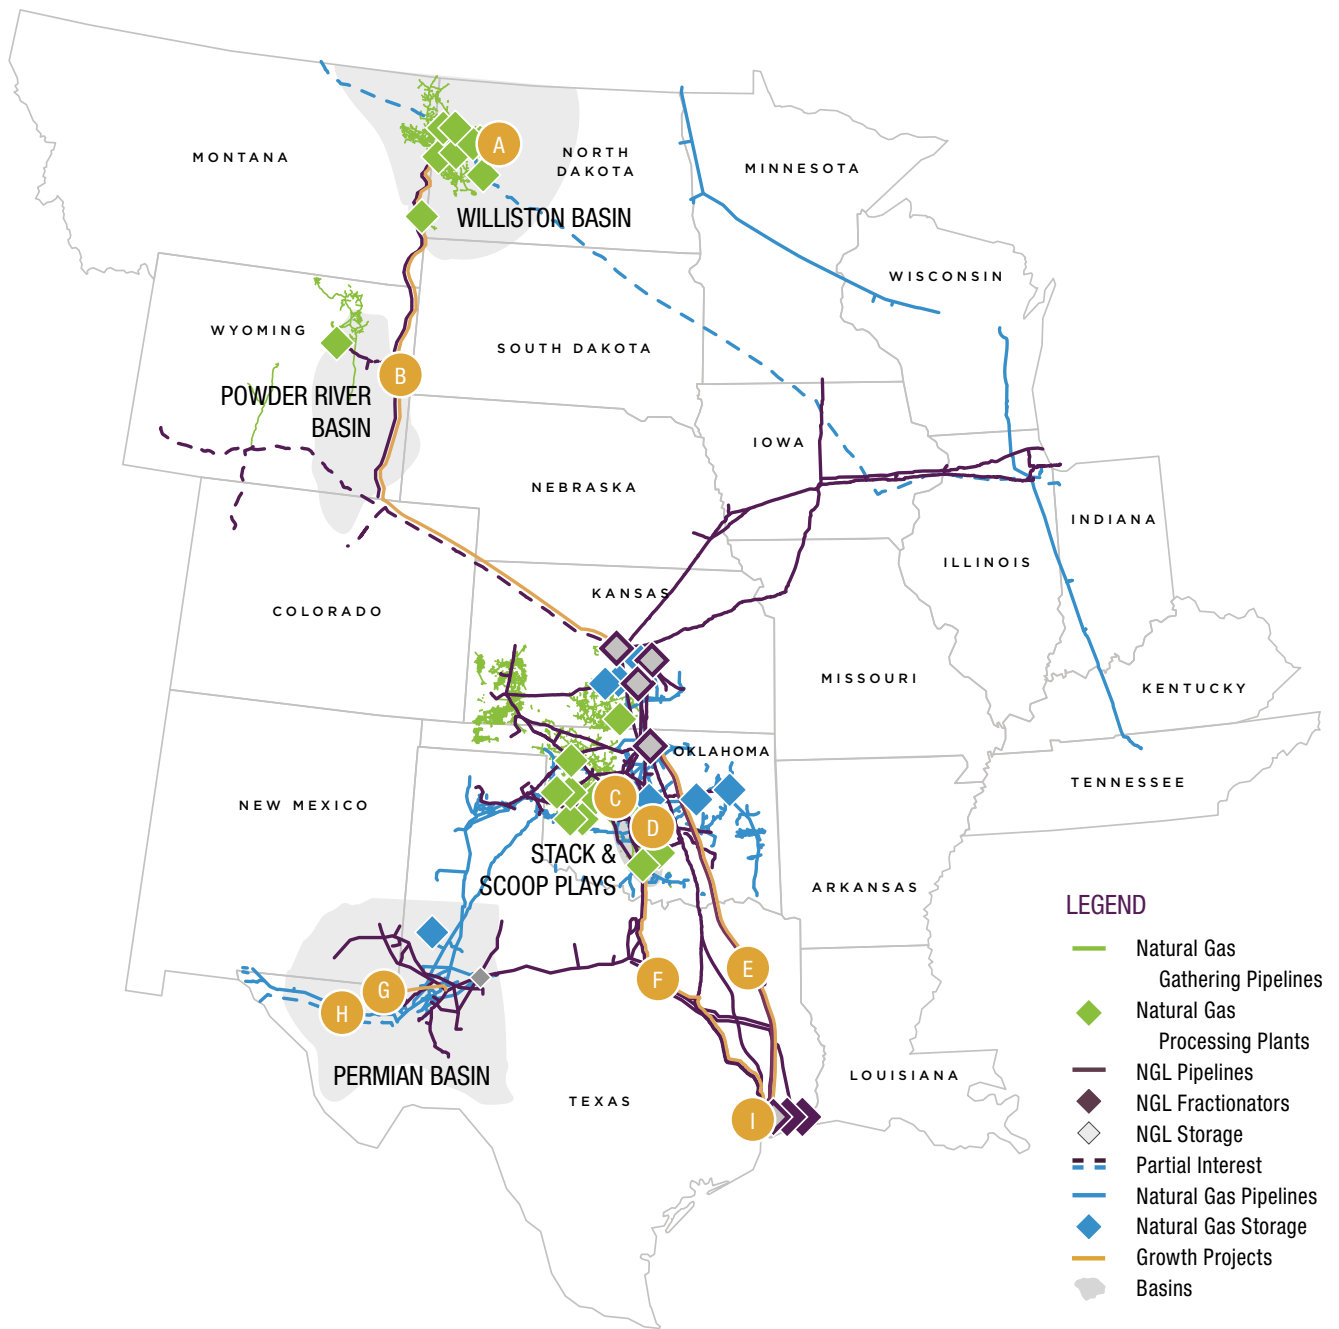 MONTANA
A
NORTH
DAKOTA
MINNESOTA
WILLISTON BASIN
WISCONSIN
WYOMING
SOUTH DAKOTA
B
POWDER RIVER
BASIN
IOWA
NEBRASKA
INDIANA
ILLINOIS
KANSAS
COLORADO
MISSOURI
KENTUCKY
OKLAHOMA
TENNESSEE
NEW MEXICO
C
D
STACK &
SCOOP PLAYS
ARKANSAS
E
F
G
H
PERMIAN BASIN
TEXAS
LOUISIANA
I
LEGEND
Natural Gas
Gathering Pipelines
Natural Gas
Processing Plants
NGL Pipelines
NGL Fractionators
NGL Storage
Partial Interest
Natural Gas Pipelines
Natural Gas Storage
Growth Projects
Basins